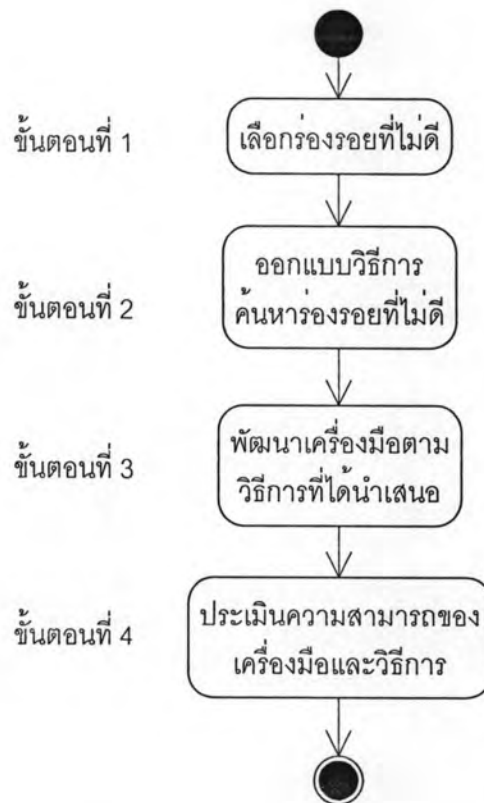 ขั้นตอนที่ 1
เลือกร่องรอยที่ไม่ดี
ขั้นตอนที่ 2
ออกแบบวิธีการ
ค้นหาร่องรอยที่ไม่ดี
ขั้นตอนที่ 3
พัฒนาเครื่องมือตาม
วิธีการที่ได้นำเสนอ
ขั้นตอนที่ 4
ประเมินความสามารถของ
เครื่องมือและวิธีการ